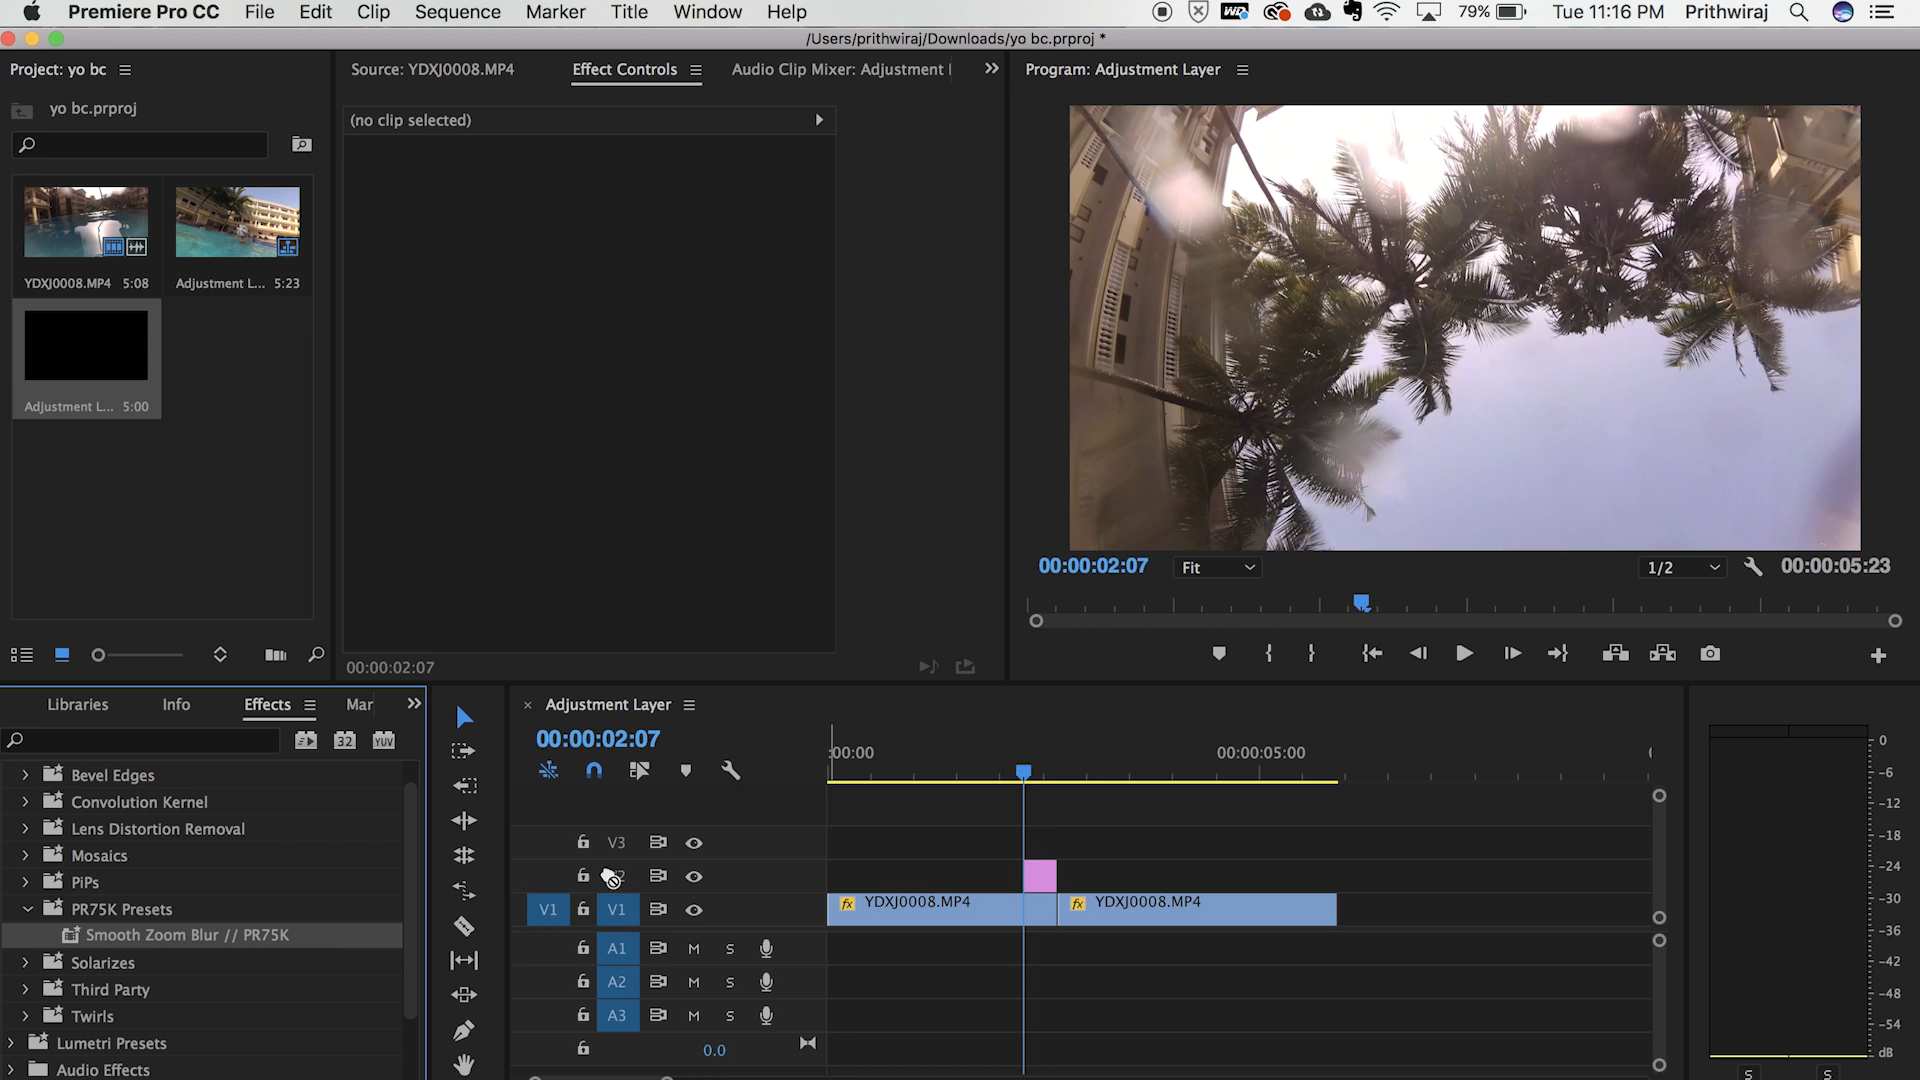 Premiere Pro CC File Edit Clip Sequence Marker Title Window Help 79% Tue 11:16 PM Prithwiraj
/Users/prithwiraj/Downloads/yo bc.prproj *
Project: yo bc
Source: YDXJ0008.MP4
Effect Controls
Audio Clip Mixer: Adjustment
Program: Adjustment Layer
yo bc.prproj
(no clip selected)
YDXJ0008.MP4 5:08
Adjustment L... 5:23
Adjustment L... 5:00
00:00:02:07
00:00:02:07 Fit 1/2 00:00:05:23
Libraries Info Effects Mar
32 YUV
Bevel Edges
Convolution Kernel
Lens Distortion Removal
Mosaics
PiPs
PR75K Presets
Smooth Zoom Blur // PR75K
Solarizes
Third Party
Twirls
Lumetri Presets
Audio Effects
Adjustment Layer
00:00:02:07
:00:00 00:00:05:00
V3
V1 V1 fx YDXJ0008.MP4 fx YDXJ0008.MP4
A1 M S
A2 M S
A3 M S
0.0
0
-6
-12
-18
-24
-30
-36
-42
-48
-54
dB
S S